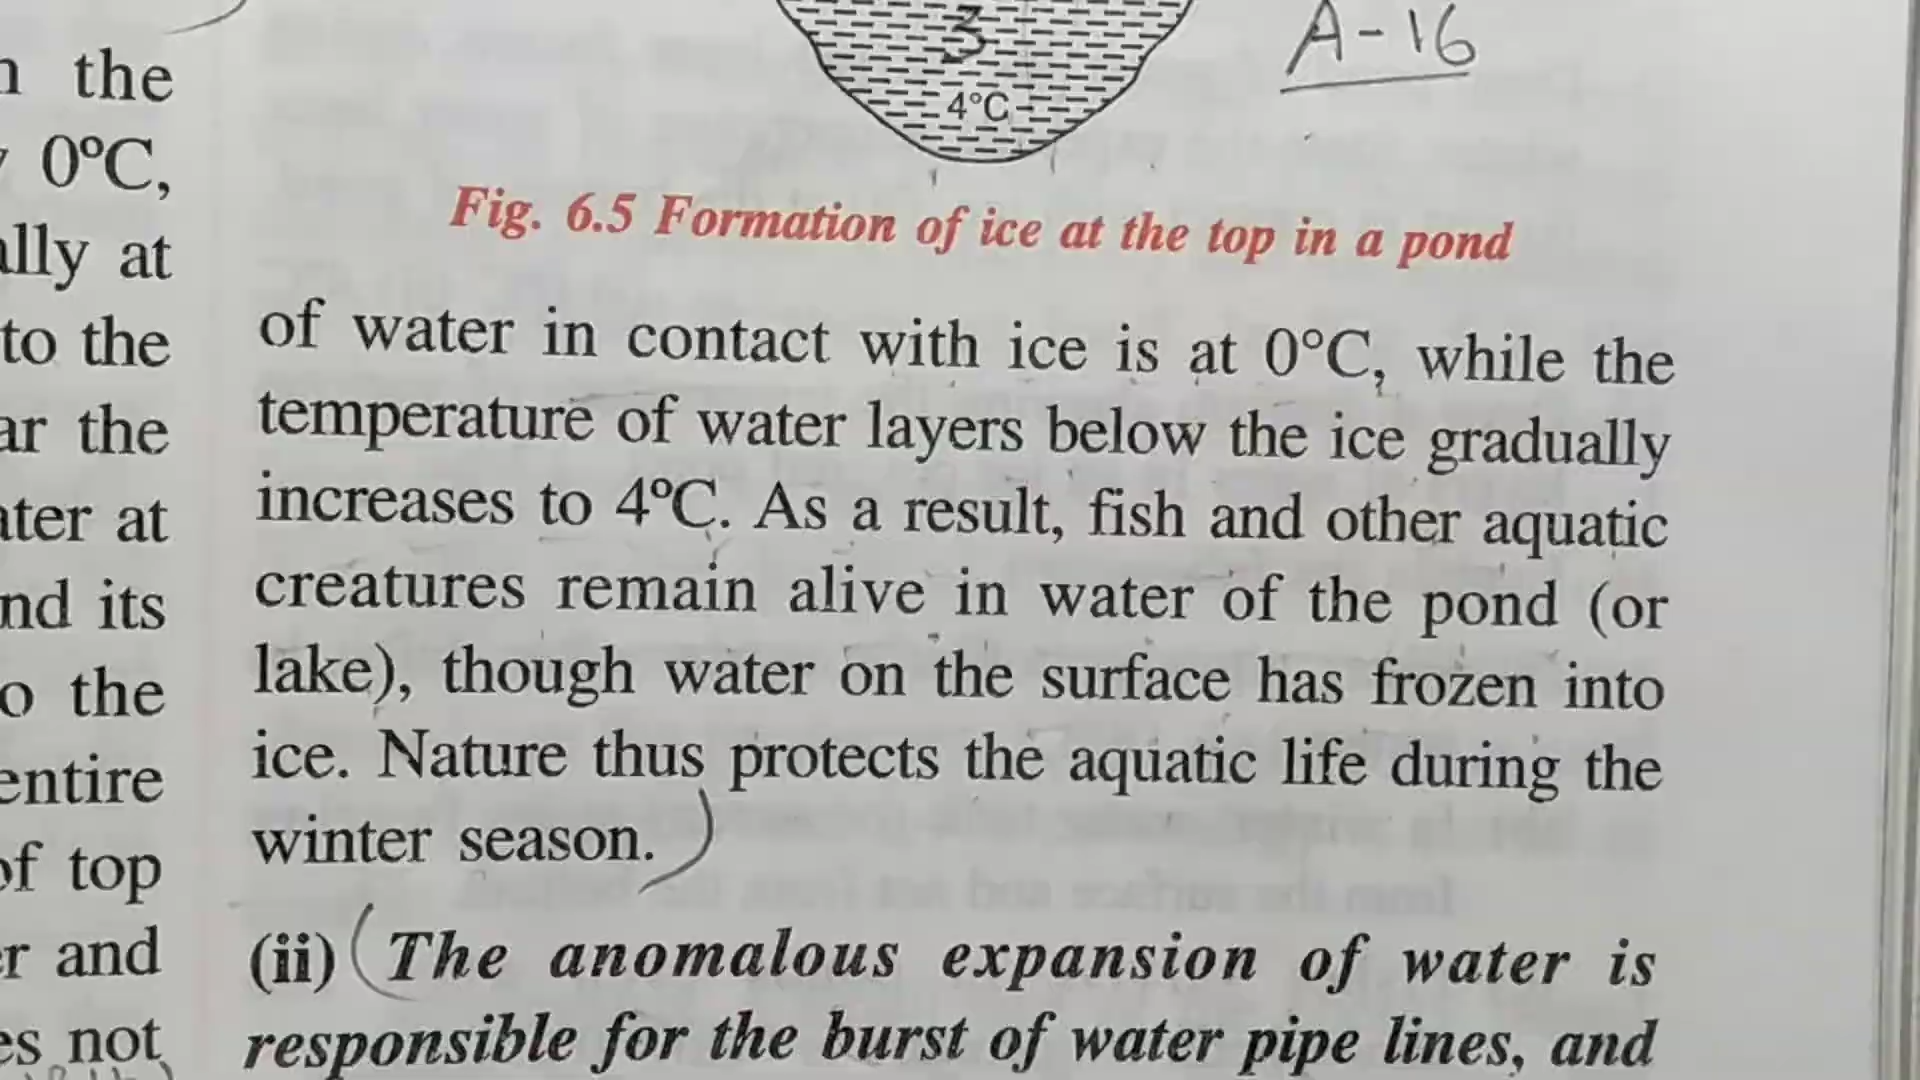 the
0°C,
at
to the
the
at
its
the
entire
of top
and
not
3
4°C
A-16
Fig. 6.5 Formation of ice at the top in a pond
of water in contact with ice is at 0°C, while the
temperature of water layers below the ice gradually
increases to 4°C. As a result, fish and other aquatic
creatures remain alive in water of the pond (or
lake), though water on the surface has frozen into
ice. Nature thus protects the aquatic life during the
winter season.)
(ii) (The anomalous expansion of water is
responsible for the burst of water pipe lines, and